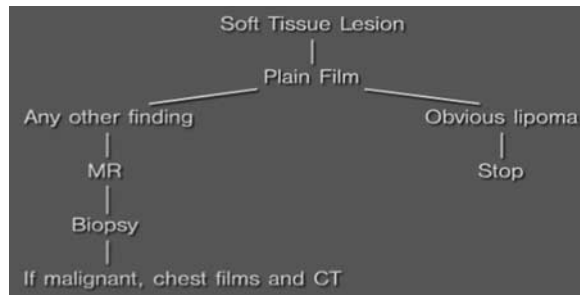 Soft Tissue Lesion
Plain Film
Any other finding
Obvious lipoma
MR
Stop
Biopsy
If malignant, chest films and CT